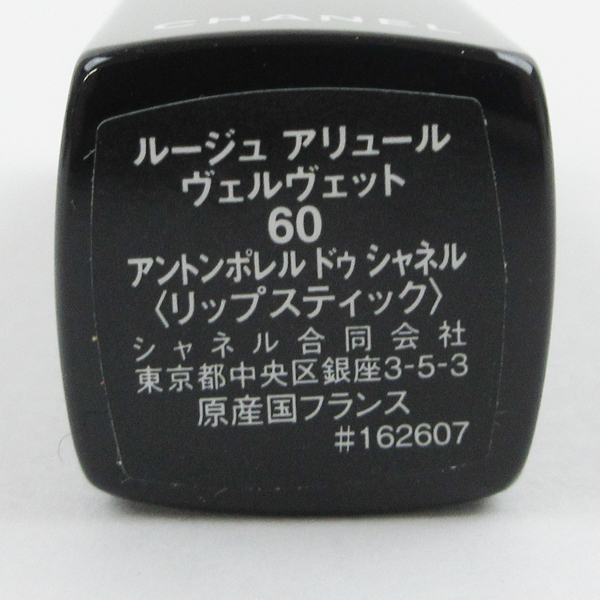 CHANEL
ルージュ アリュール
ヴェルヴェット
60
アントンポレル ドゥ シャネル
〈リップスティック〉
シャネル合同会社
東京都中央区銀座3-5-3
原産国フランス
#162607